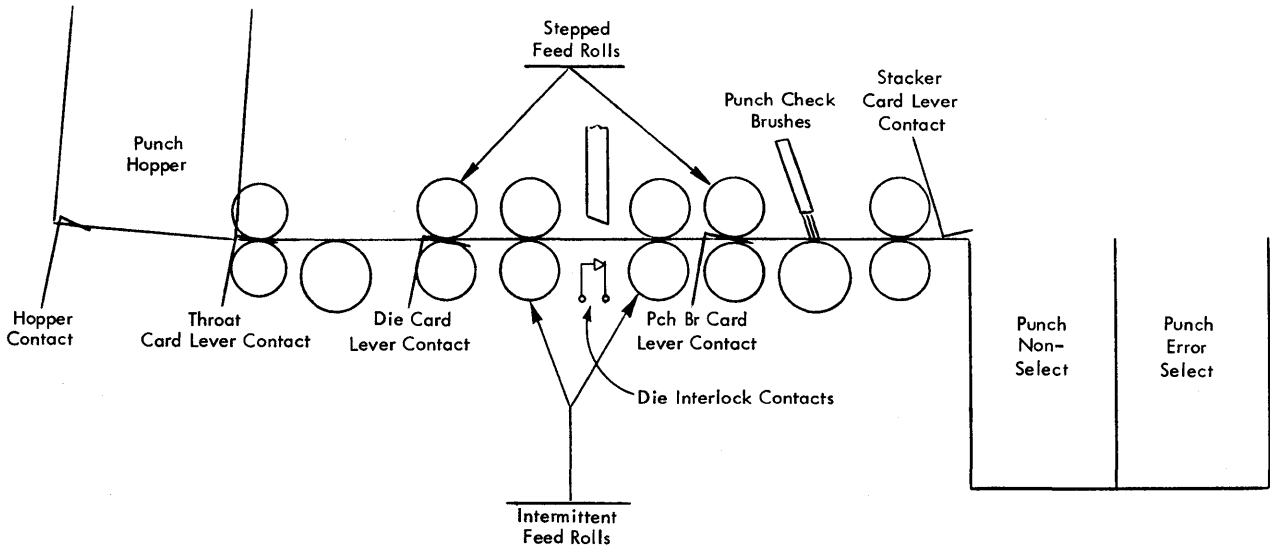 Stepped
Feed Rolls
Stacker
Card Lever
Contact
Punch Check
Brushes
Punch
Hopper
Hopper
Contact
Throat
Card Lever Contact
Die Card
Lever Contact
Pch Br Card
Lever Contact
Punch
Non-
Select
Punch
Error
Select
Die Interlock Contacts
Intermittent
Feed Rolls